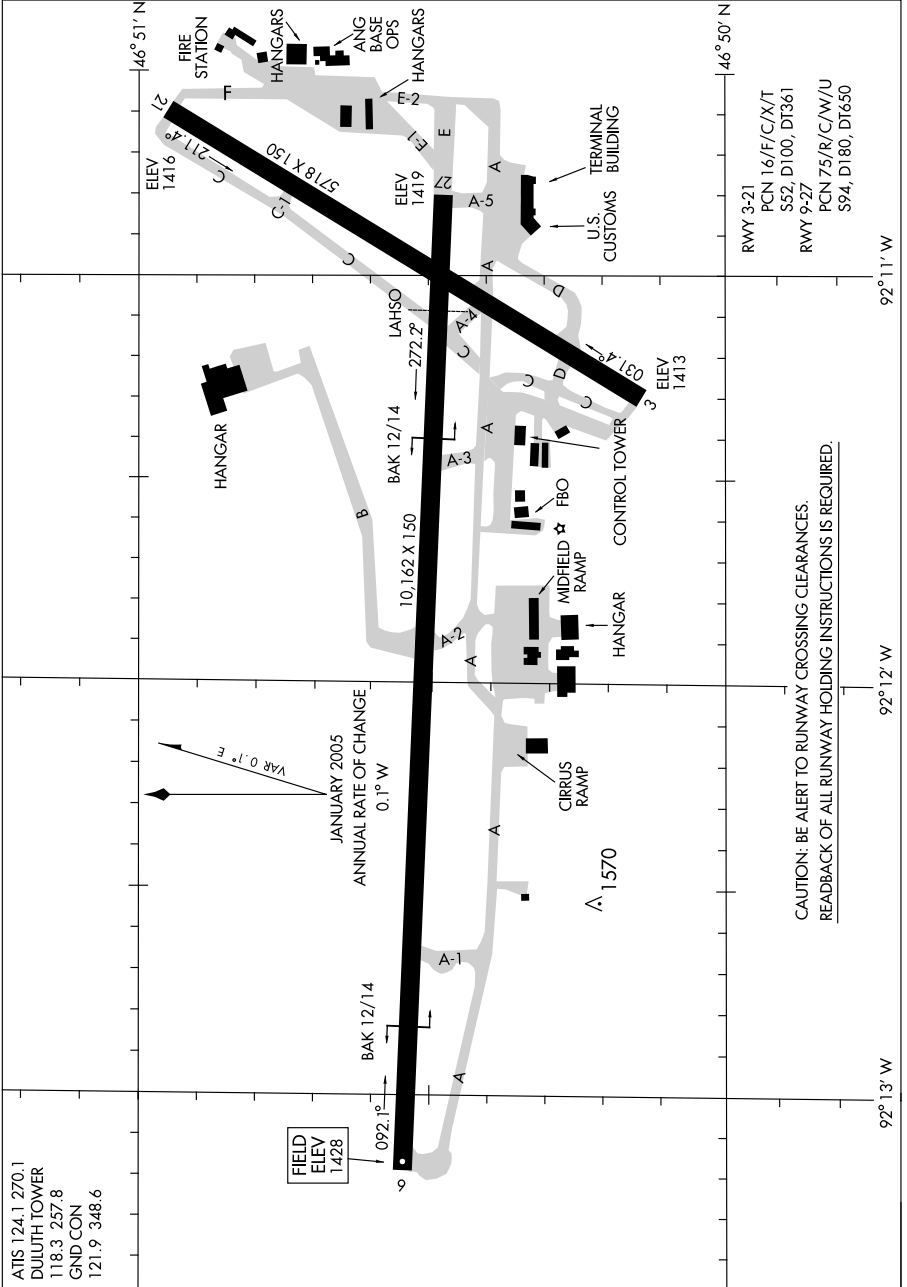 ATIS 124.1 270.1
DULUTH TOWER
118.3 257.8
GND CON
121.9 348.6
46°51' N
FIRE
STATION
HANGARS
ANG
BASE
OPS
HANGARS
F
E-2
E-1
E
21
211.4°
ELEV
1416
5718 X 150
C
C-1
C
ELEV
1419
27
A
A-5
TERMINAL
BUILDING
U.S.
CUSTOMS
A
D
LAHSO
A-4
272.2°
C
C
D
C
031.4°
ELEV
1413
3
HANGAR
B
BAK 12/14
A-3
A
CONTROL TOWER
FBO
10,162 X 150
A-2
A
MIDFIELD
RAMP
HANGAR
VAR 0.1° E
JANUARY 2005
ANNUAL RATE OF CHANGE
0.1° W
CIRRUS
RAMP
A
1570
A-1
BAK 12/14
A
092.1°
FIELD
ELEV
1428
9
46°50' N
RWY 3-21
PCN 16/F/C/X/T
S52, D100, DT361
RWY 9-27
PCN 75/R/C/W/U
S94, D180, DT650
CAUTION: BE ALERT TO RUNWAY CROSSING CLEARANCES.
READBACK OF ALL RUNWAY HOLDING INSTRUCTIONS IS REQUIRED.
92°11' W
92°12' W
92°13' W